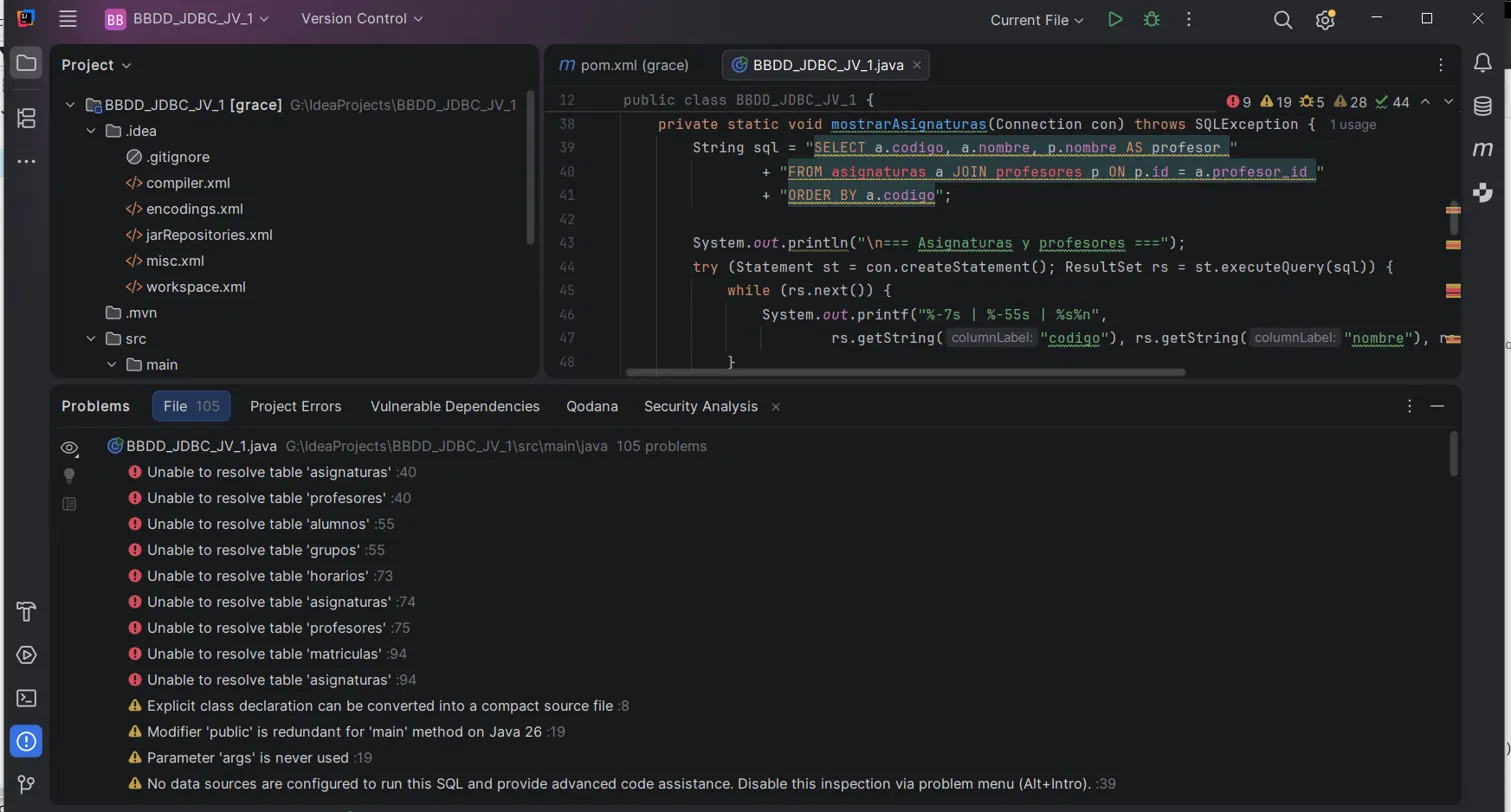 BB BBDD_JDBC_JV_1 Version Control Current File
Project
BBDD_JDBC_JV_1 [grace] G:\IdeaProjects\BBDD_JDBC_JV_1
.idea
.gitignore
compiler.xml
encodings.xml
jarRepositories.xml
misc.xml
workspace.xml
.mvn
src
main
m pom.xml (grace) BBDD_JDBC_JV_1.java
12 public class BBDD_JDBC_JV_1 { 9 19 5 28 44
38 private static void mostrarAsignaturas(Connection con) throws SQLException { 1 usage
39 String sql = "SELECT a.codigo, a.nombre, p.nombre AS profesor "
40 + "FROM asignaturas a JOIN profesores p ON p.id = a.profesor_id "
41 + "ORDER BY a.codigo";
42
43 System.out.println("\n=== Asignaturas y profesores ===");
44 try (Statement st = con.createStatement(); ResultSet rs = st.executeQuery(sql)) {
45 while (rs.next()) {
46 System.out.printf("%-7s | %-55s | %s%n",
47 rs.getString( columnLabel: "codigo"), rs.getString( columnLabel: "nombre"),
48 }
m
Problems File 105 Project Errors Vulnerable Dependencies Qodana Security Analysis
BBDD_JDBC_JV_1.java G:\IdeaProjects\BBDD_JDBC_JV_1\src\main\java 105 problems
Unable to resolve table 'asignaturas' :40
Unable to resolve table 'profesores' :40
Unable to resolve table 'alumnos' :55
Unable to resolve table 'grupos' :55
Unable to resolve table 'horarios' :73
Unable to resolve table 'asignaturas' :74
Unable to resolve table 'profesores' :75
Unable to resolve table 'matriculas' :94
Unable to resolve table 'asignaturas' :94
Explicit class declaration can be converted into a compact source file :8
Modifier 'public' is redundant for 'main' method on Java 26 :19
Parameter 'args' is never used :19
No data sources are configured to run this SQL and provide advanced code assistance. Disable this inspection via problem menu (Alt+Intro). :39